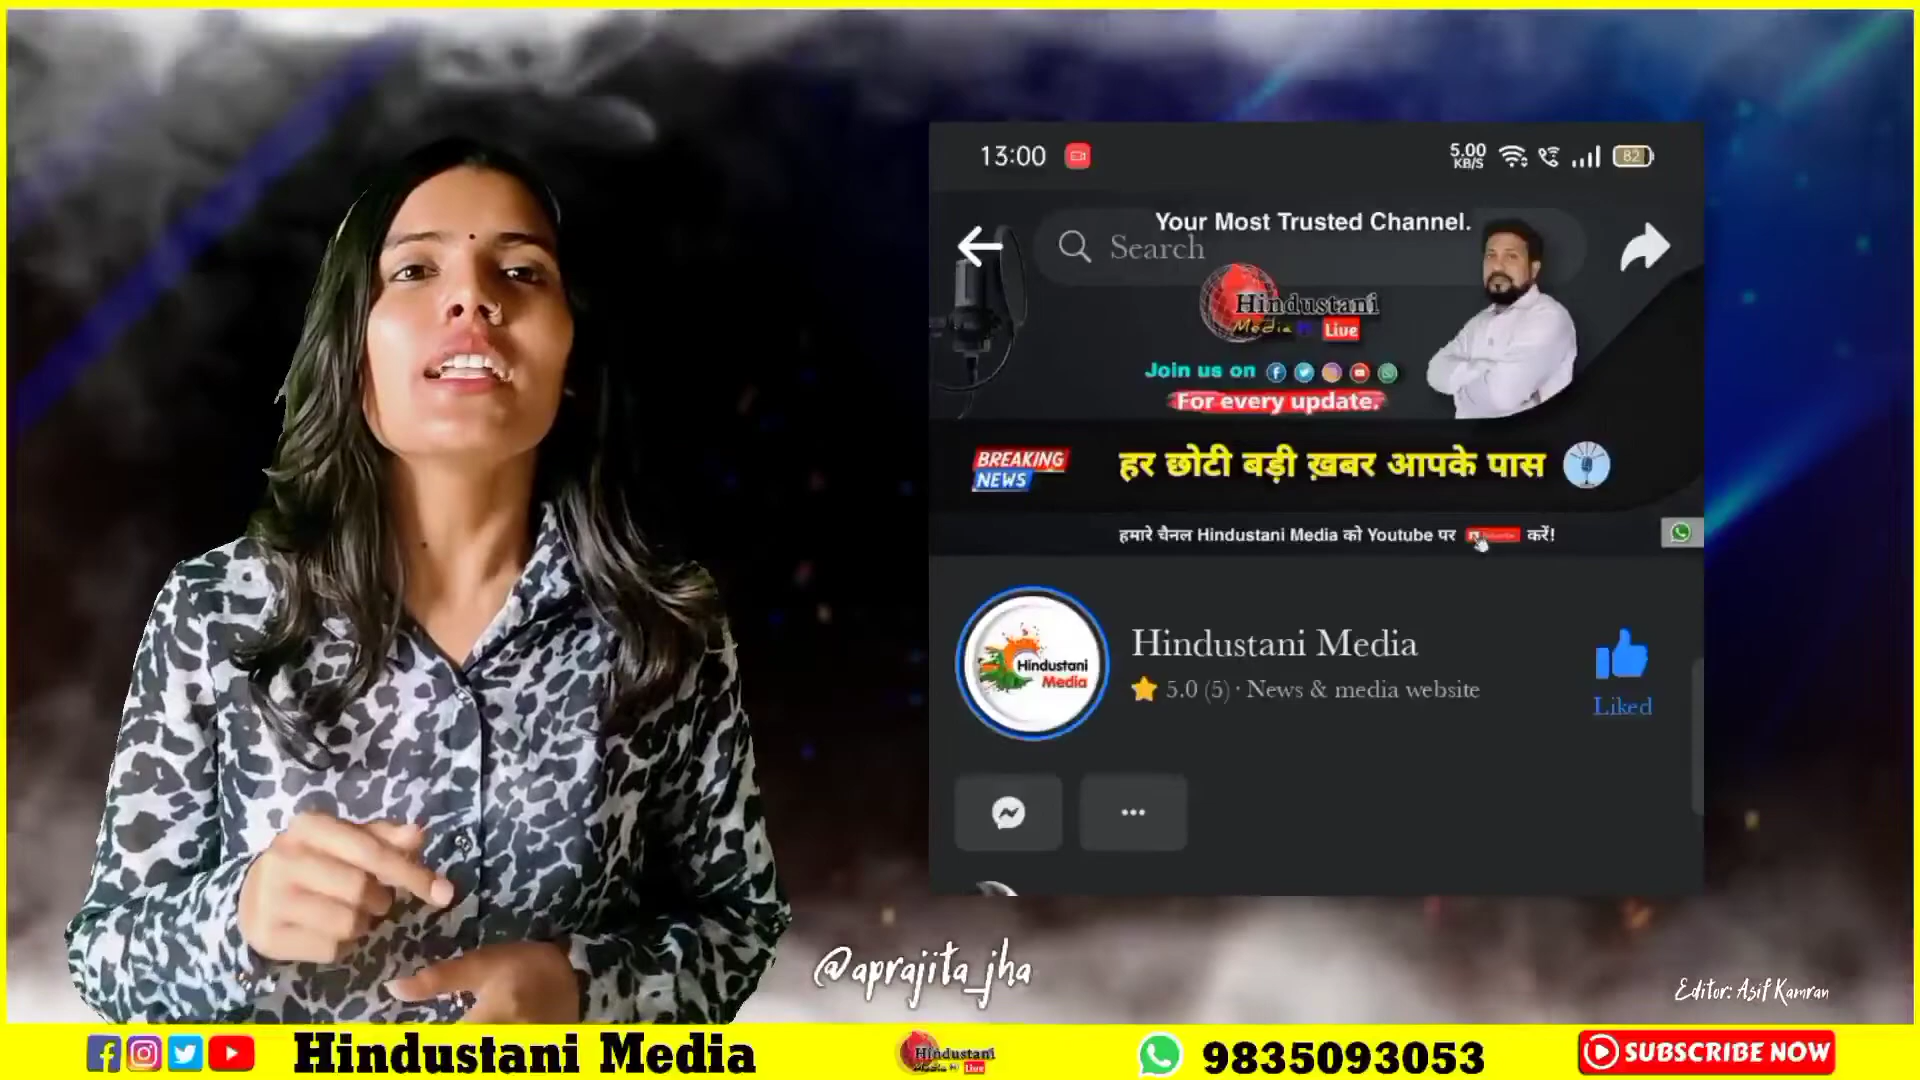 13:00
5.00
KB/S
82
Your Most Trusted Channel.
Search
Hindustani
Media
Live
Join us on
For every update.
BREAKING
NEWS
हर छोटी बड़ी ख़बर आपके पास
हमारे चैनल Hindustani Media को Youtube पर
करें!
Hindustani
Media
Hindustani Media
5.0 (5) · News & media website
Liked
@aprajita_jha
Editor: Asif Kamran
Hindustani Media
Hindustani
Media
Live
9835093053
SUBSCRIBE NOW